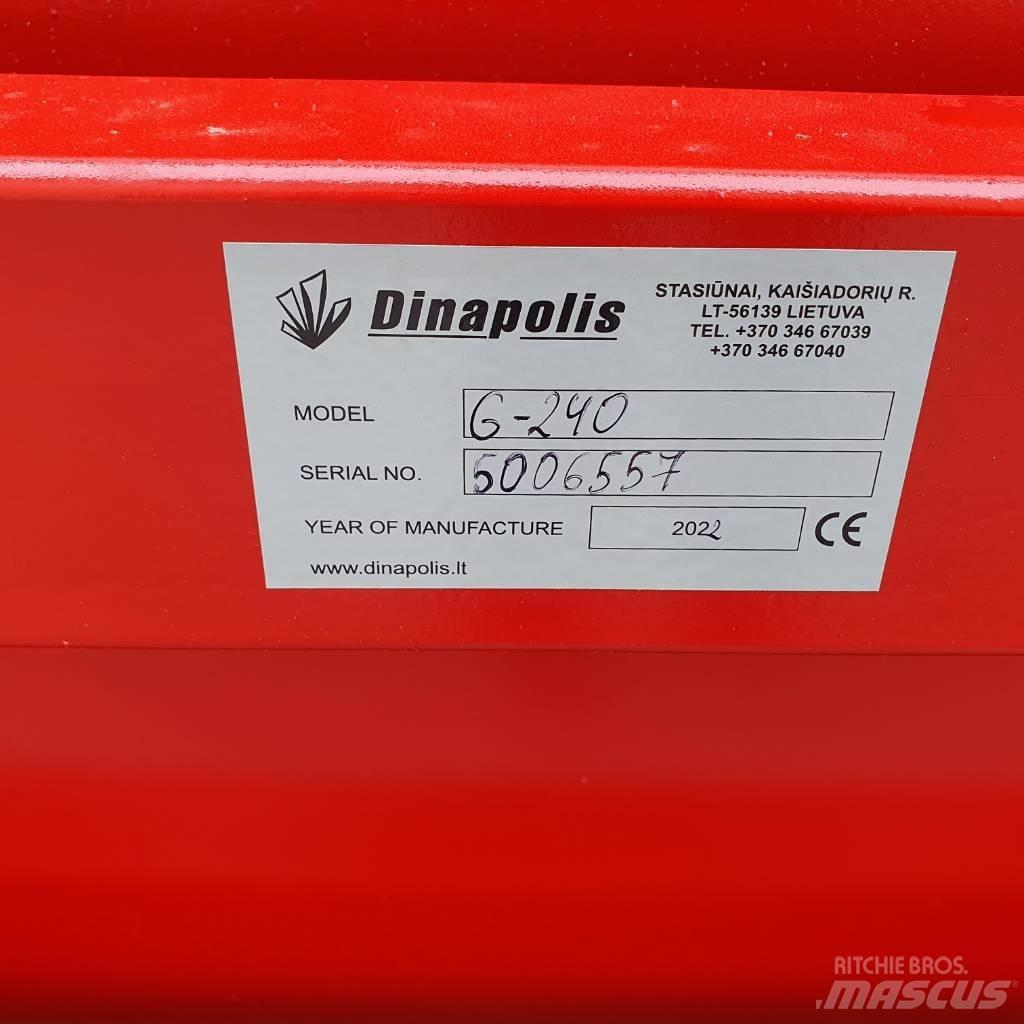 Dinapolis
STASIŪNAI, KAIŠIADORIŲ R.
LT-56139 LIETUVA
TEL. +370 346 67039
+370 346 67040
MODEL G-240
SERIAL NO. 5006557
YEAR OF MANUFACTURE 2022 CE
www.dinapolis.lt
RITCHIE BROS.
MASCUS